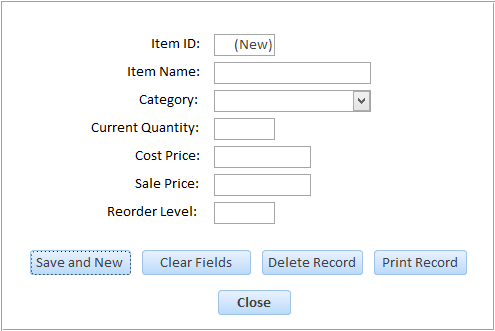 Item ID: (New)
Item Name:
Category:
Current Quantity:
Cost Price:
Sale Price:
Reorder Level:
Save and New Clear Fields Delete Record Print Record
Close